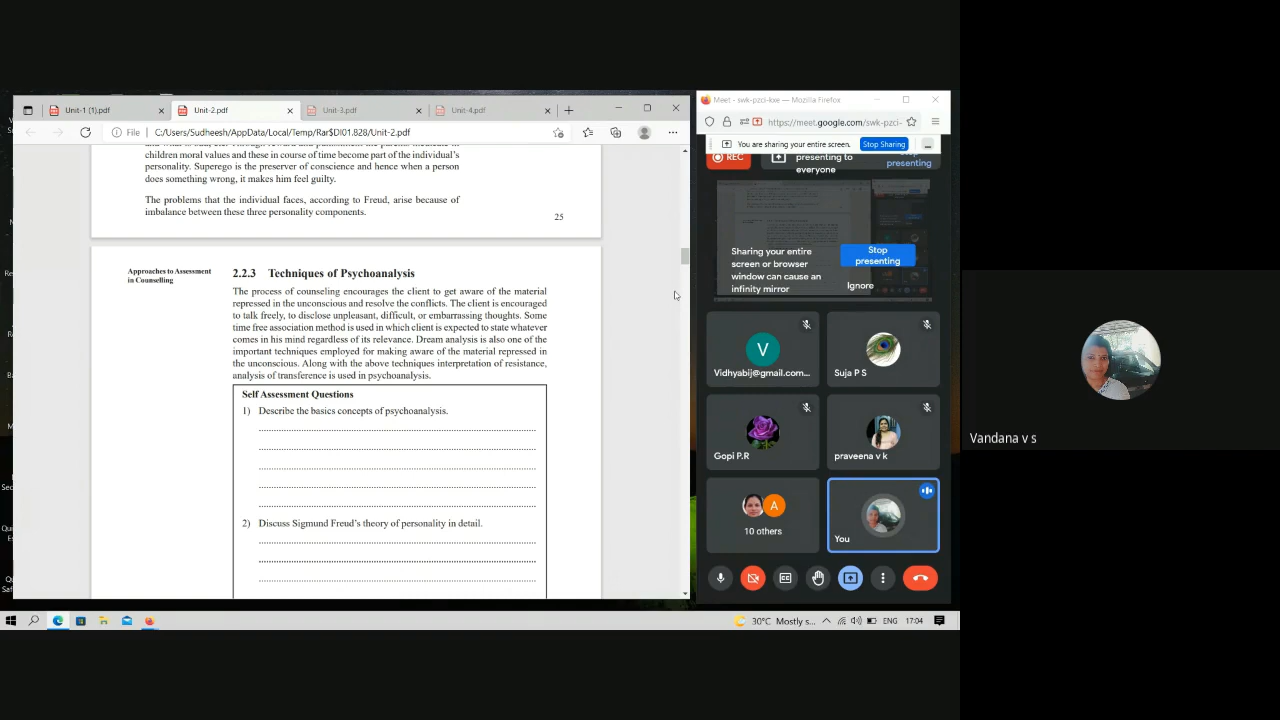 Unit-1 (1).pdf
Unit-2.pdf
Unit-3.pdf
Unit-4.pdf
File
C:/Users/Sudheesh/AppData/Local/Temp/Rar$DI01.828/Unit-2.pdf
children moral values and these in course of time become part of the individual's
personality. Superego is the preserver of conscience and hence when a person
does something wrong, it makes him feel guilty.
The problems that the individual faces, according to Freud, arise because of
imbalance between these three personality components.
25
Approaches to Assessment
in Counselling
2.2.3 Techniques of Psychoanalysis
The process of counseling encourages the client to get aware of the material
repressed in the unconscious and resolve the conflicts. The client is encouraged
to talk freely, to disclose unpleasant, difficult, or embarrassing thoughts. Some
time free association method is used in which client is expected to state whatever
comes in his mind regardless of its relevance. Dream analysis is also one of the
important techniques employed for making aware of the material repressed in
the unconscious. Along with the above techniques interpretation of resistance,
analysis of transference is used in psychoanalysis.
Self Assessment Questions
1) Describe the basics concepts of psychoanalysis.
2) Discuss Sigmund Freud's theory of personality in detail.
Meet - swk-pzci-kxe — Mozilla Firefox
https://meet.google.com/swk-pzci-
You are sharing your entire screen.
Stop Sharing
REC
presenting to
everyone
presenting
Sharing your entire
screen or browser
window can cause an
infinity mirror
Stop
presenting
Ignore
V
Vidhyabij@gmail.com...
Suja P S
Gopi P.R
praveena v k
A
10 others
You
Vandana v s
30°C Mostly s...
ENG
17:04